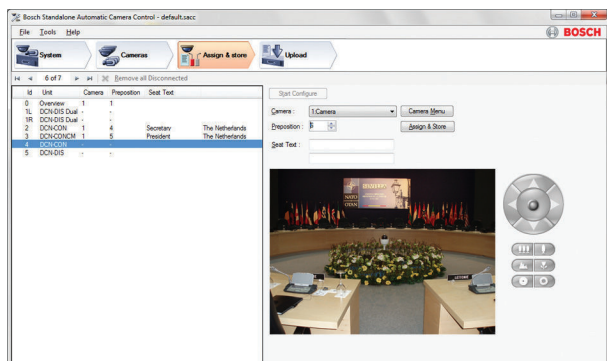 Bosch Standalone Automatic Camera Control - default.sacc
File Tools Help
BOSCH
System Cameras Assign & store Upload
6 of 7 Remove all Disconnected
Id Unit Camera Preposition Seat Text
0 Overview 1 1
1L DCN-DIS Dual - -
1R DCN-DIS Dual - -
2 DCN-CON 1 4 Secretary The Netherlands
3 DCN-CONCM 1 5 President The Netherlands
4 DCN-CON - -
5 DCN-DIS - -
Start Configure
Camera : 1:Camera Camera Menu
Preposition : Assign & Store
Seat Text :
NATO
OTAN